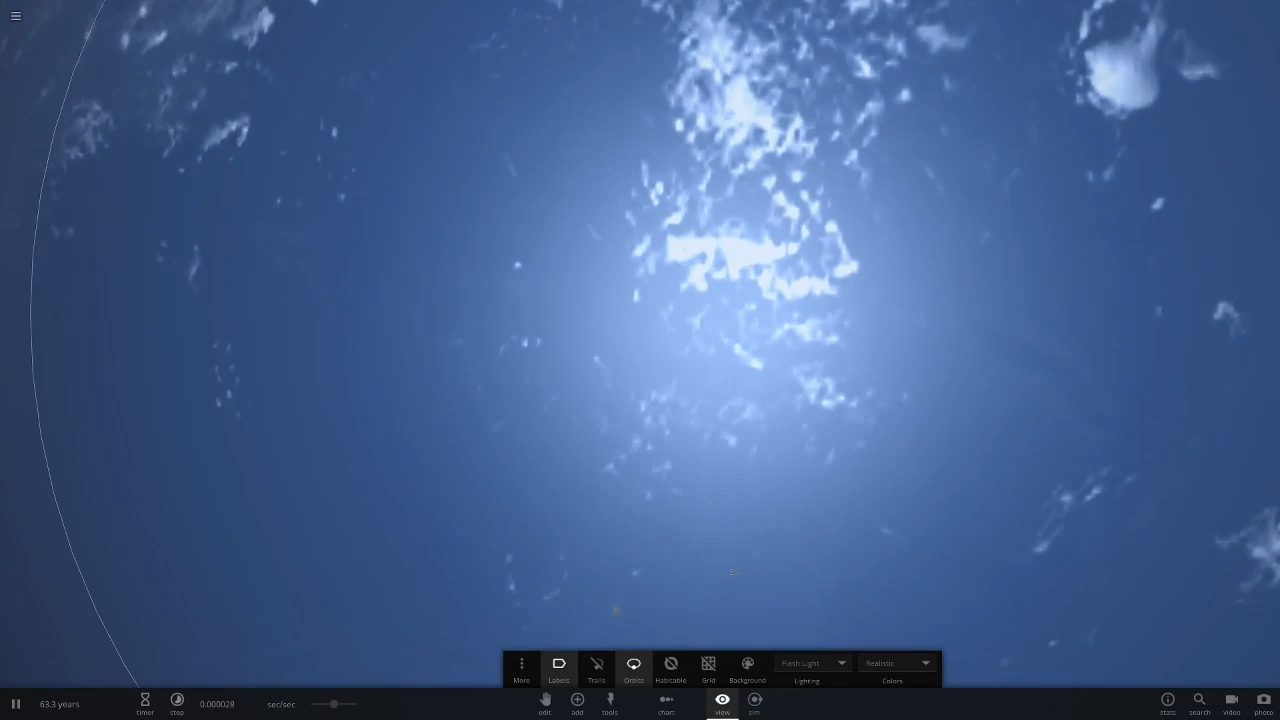 Flash Light
Realistic
More
Labels
Trails
Orbits
Habitable
Grid
Background
Lighting
Colors
63.3 years
timer
step
0.000028
sec/sec
edit
add
tools
chart
view
sim
stats
search
video
photo